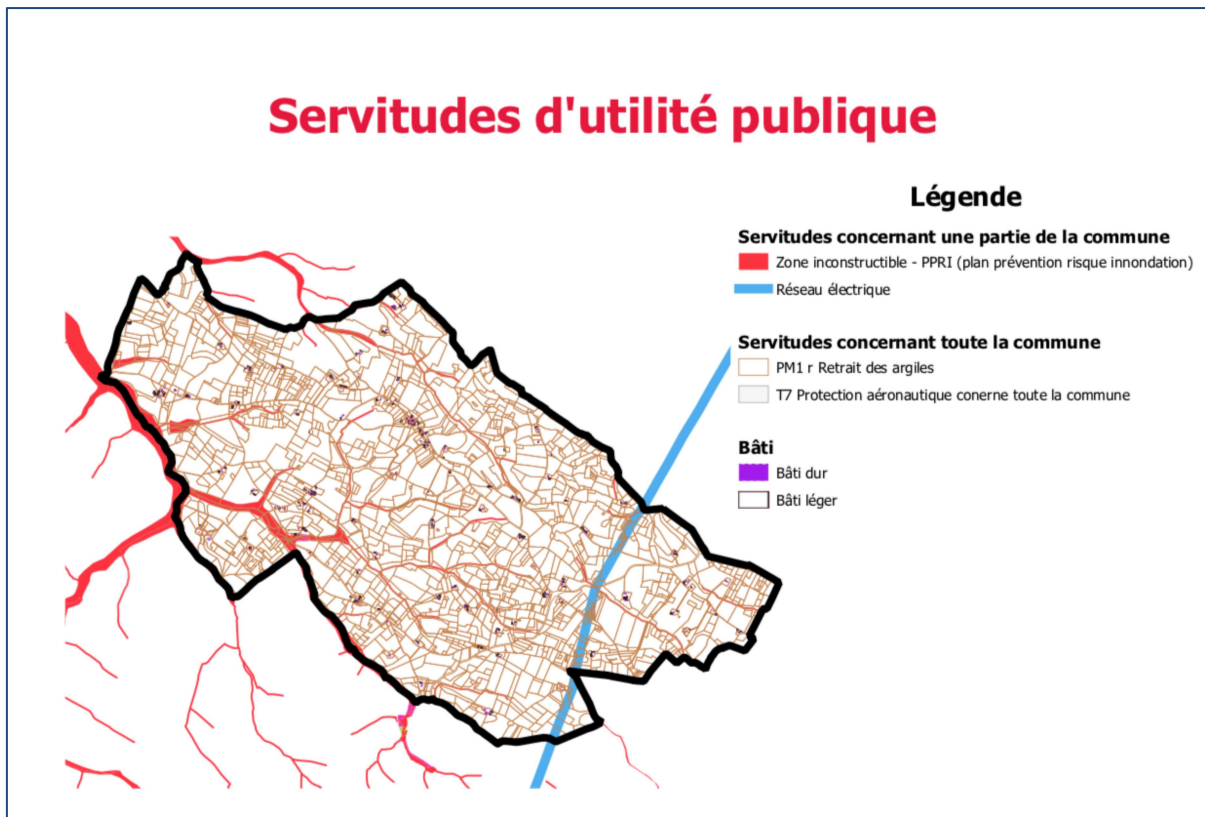 Servitudes d'utilité publique
Légende
Servitudes concernant une partie de la commune
Zone inconstructible - PPRI (plan prévention risque innondation)
Réseau électrique
Servitudes concernant toute la commune
PM1 r Retrait des argiles
T7 Protection aéronautique conerne toute la commune
Bâti
Bâti dur
Bâti léger